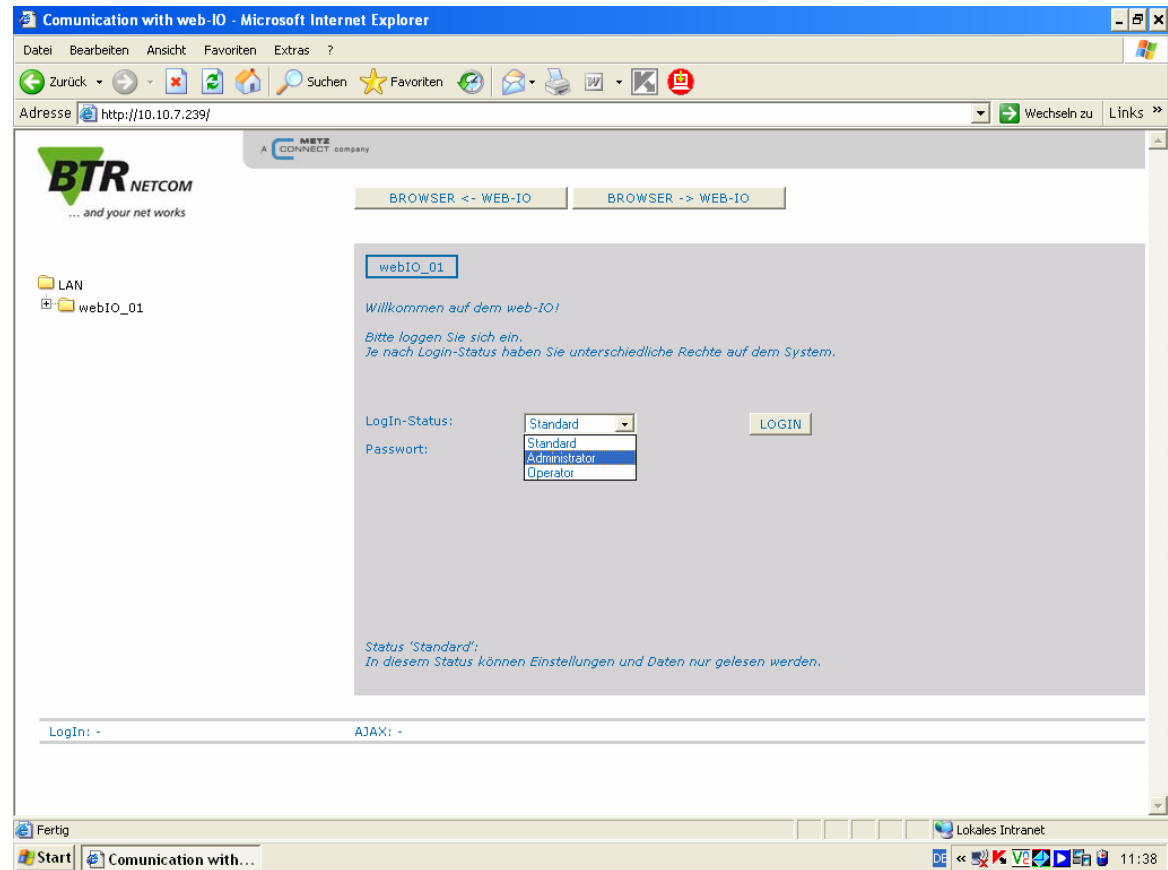 Comunication with web-IO - Microsoft Internet Explorer
Datei Bearbeiten Ansicht Favoriten Extras ?
Zurück Suchen Favoriten
Adresse http://10.10.7.239/ Wechseln zu Links »
A METZ CONNECT company
BTR NETCOM
... and your net works
BROWSER <- WEB-IO BROWSER -> WEB-IO
webIO_01
LAN
webIO_01
Willkommen auf dem web-IO!
Bitte loggen Sie sich ein.
Je nach Login-Status haben Sie unterschiedliche Rechte auf dem System.
LogIn-Status: Standard LOGIN
Standard
Passwort:
Administrator
Operator
Status 'Standard':
In diesem Status können Einstellungen und Daten nur gelesen werden.
LogIn: - AJAX: -
Fertig Lokales Intranet
Start Comunication with... DE « V2 11:38